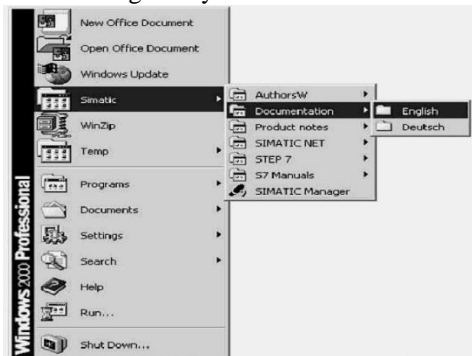 New Office Document
Open Office Document
Windows Update
Simatic
WinZip
Temp
Programs
Documents
Settings
Search
Help
Run...
Shut Down...
Windows 2000 Professional
AuthorsW
Documentation
Product notes
SIMATIC NET
STEP 7
S7 Manuals
SIMATIC Manager
English
Deutsch